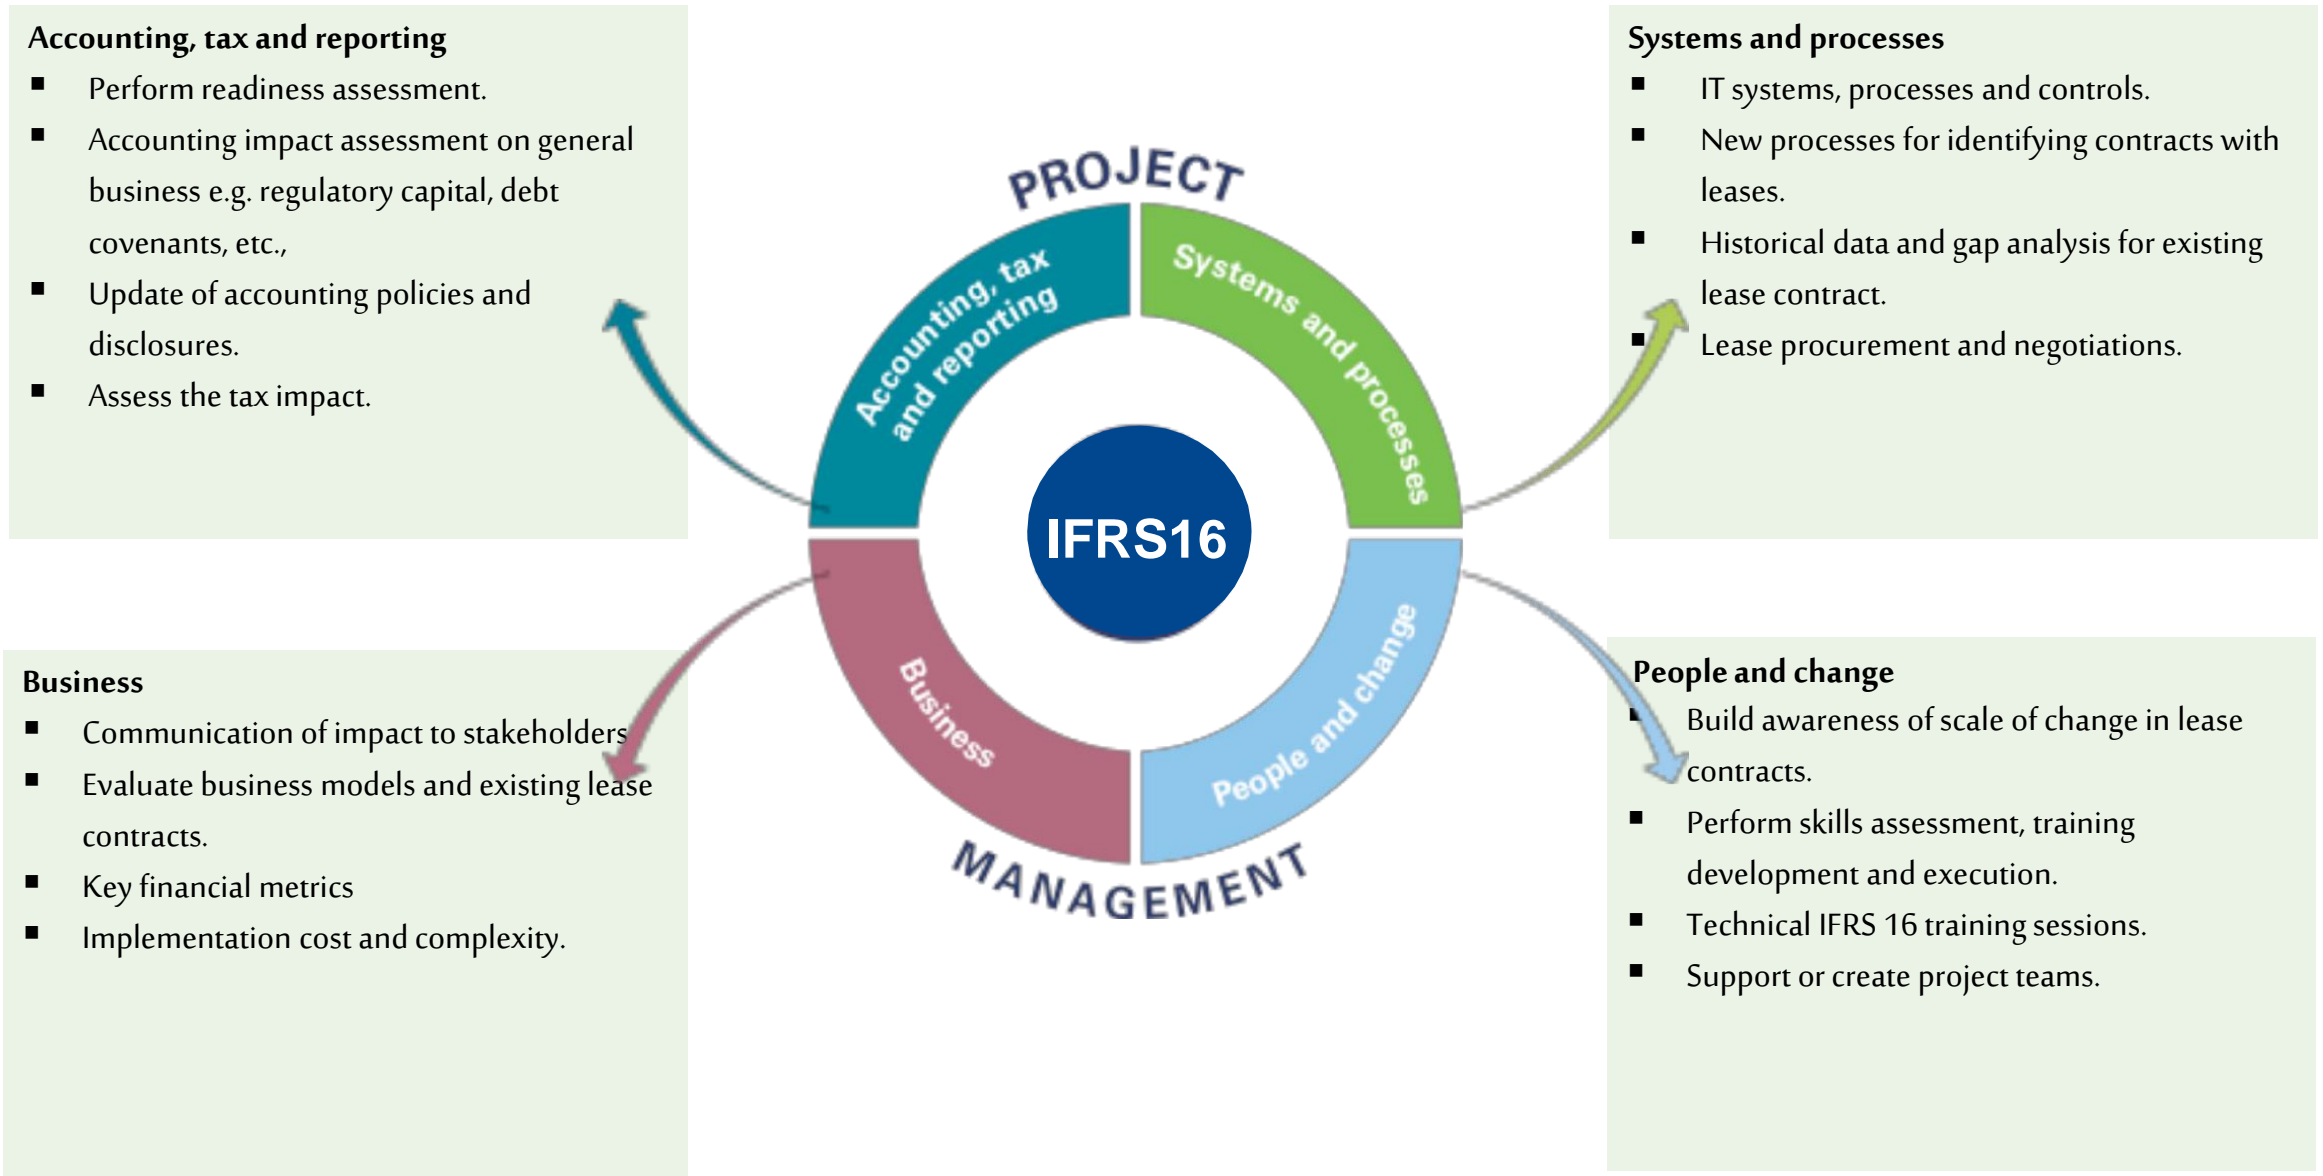 Accounting, tax and reporting
■ Perform readiness assessment.
■ Accounting impact assessment on general
business e.g. regulatory capital, debt
covenants, etc.,
■ Update of accounting policies and
disclosures.
■ Assess the tax impact.
Systems and processes
■ IT systems, processes and controls.
■ New processes for identifying contracts with
leases.
■ Historical data and gap analysis for existing
lease contract.
■ Lease procurement and negotiations.
PROJECT
Accounting, tax
and reporting
Systems and processes
IFRS16
Business
People and change
MANAGEMENT
Business
■ Communication of impact to stakeholders
■ Evaluate business models and existing lease
contracts.
■ Key financial metrics
■ Implementation cost and complexity.
People and change
■ Build awareness of scale of change in lease
contracts.
■ Perform skills assessment, training
development and execution.
■ Technical IFRS 16 training sessions.
■ Support or create project teams.